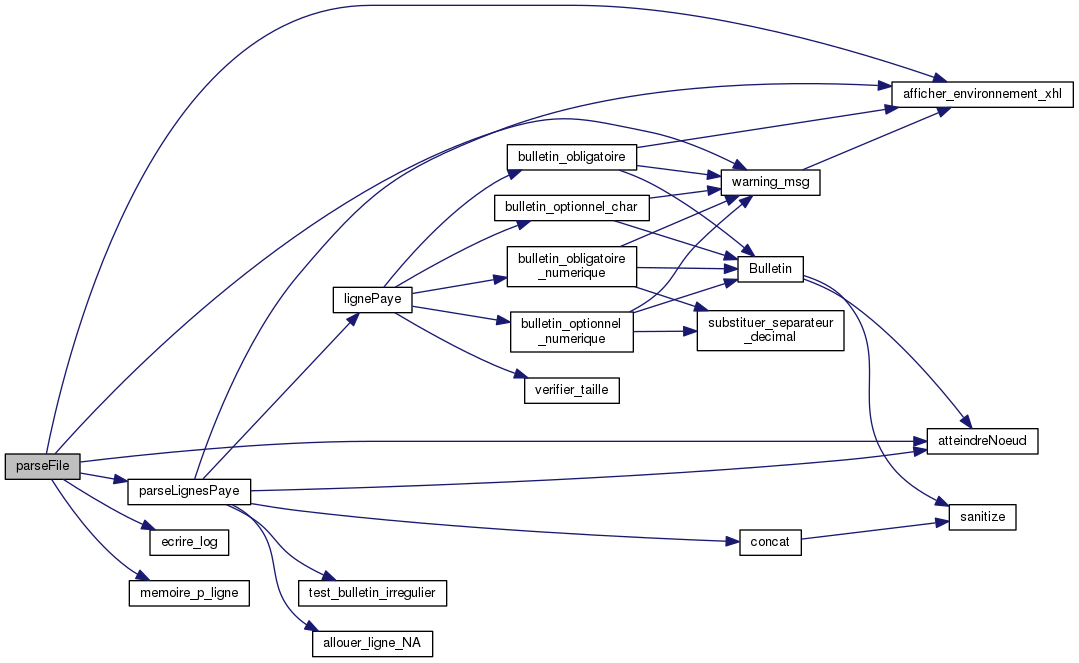 afficher_environnement_xhl
bulletin_obligatoire
warning_msg
bulletin_optionnel_char
bulletin_obligatoire
_numerique
Bulletin
lignePaye
bulletin_optionnel
_numerique
substituer_separateur
_decimal
verifier_taille
atteindreNoeud
parseFile
parseLignesPaye
sanitize
ecrire_log
concat
memoire_p_ligne
test_bulletin_irregulier
allouer_ligne_NA